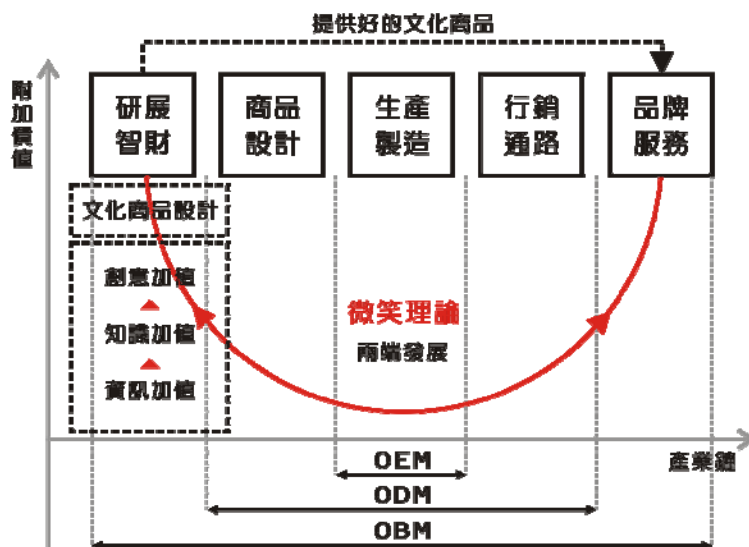 提供好的文化商品
附加價值
研展
智財
商品
設計
生產
製造
行銷
通路
品牌
服務
文化商品設計
創意加值
知識加值
資訊加值
微笑理論
兩端發展
產業鏈
OEM
ODM
OBM